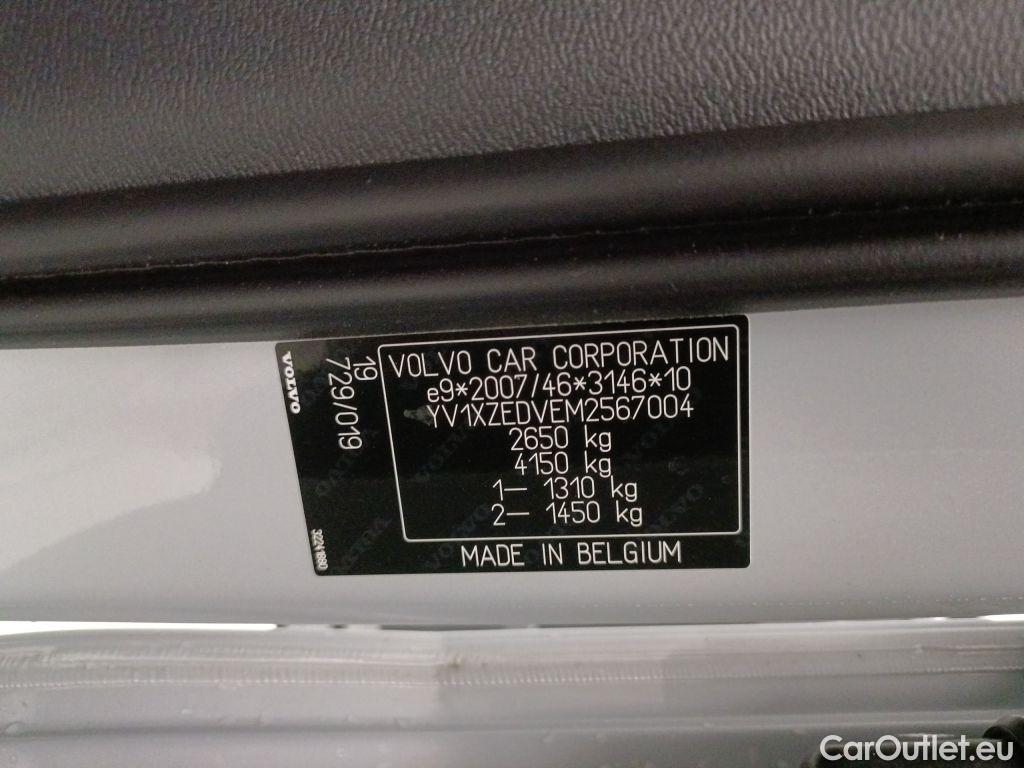 VOLVO
19
729/019
VOLVO CAR CORPORATION
e9*2007/46*3146*10
YV1XZEDVEM2567004
2650 kg
4150 kg
1– 1310 kg
2– 1450 kg
MADE IN BELGIUM
CarOutlet.eu